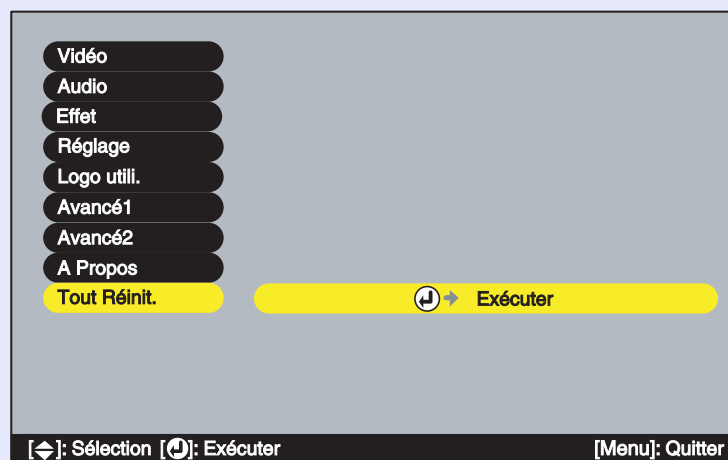 Vidéo
Audio
Effet
Réglage
Logo utili.
Avancé1
Avancé2
A Propos
Tout Réinit. Exécuter
[ ]: Sélection [ ]: Exécuter [Menu]: Quitter